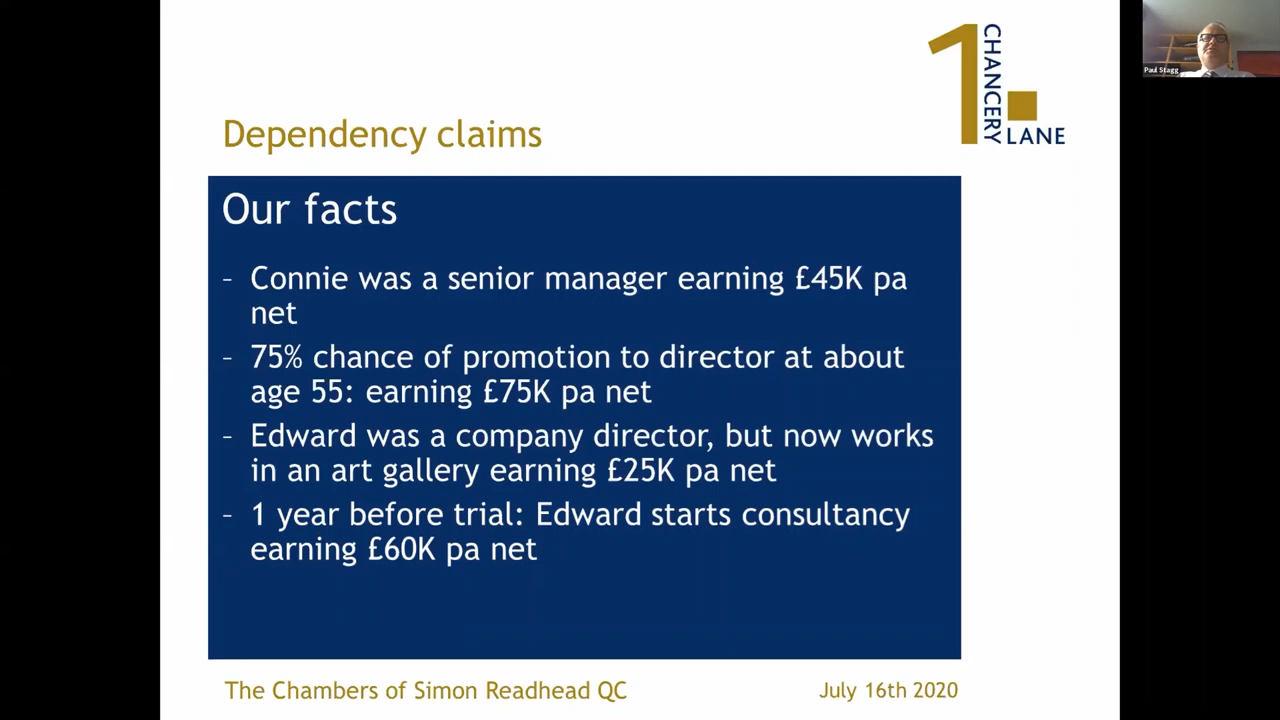 1 CHANCERY LANE
Paul Stagg
Dependency claims
Our facts
- Connie was a senior manager earning £45K pa
net
- 75% chance of promotion to director at about
age 55: earning £75K pa net
- Edward was a company director, but now works
in an art gallery earning £25K pa net
- 1 year before trial: Edward starts consultancy
earning £60K pa net
The Chambers of Simon Readhead QC
July 16th 2020